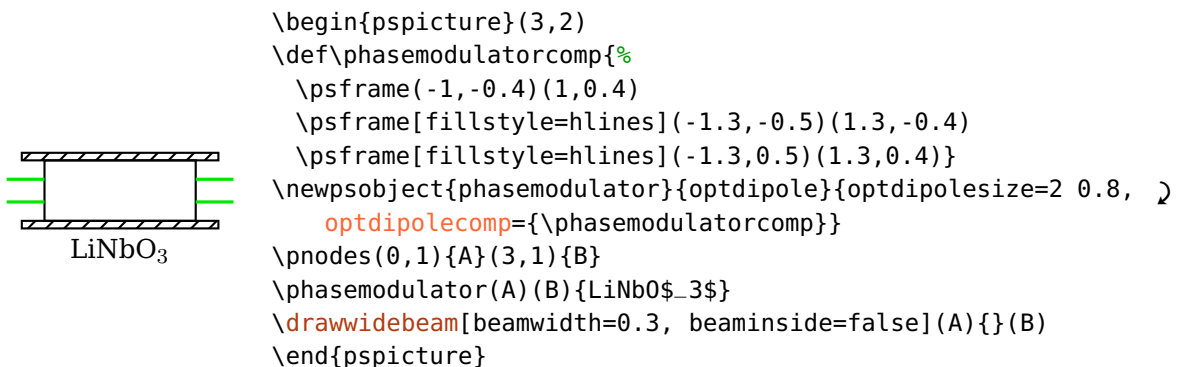 LiNbO₃
\begin{pspicture}(3,2)
\def\phasemodulatorcomp{%
  \psframe(-1,-0.4)(1,0.4)
  \psframe[fillstyle=hlines](-1.3,-0.5)(1.3,-0.4)
  \psframe[fillstyle=hlines](-1.3,0.5)(1.3,0.4)}
\newpsobject{phasemodulator}{optdipole}{optdipolesize=2 0.8,
    optdipolecomp={\phasemodulatorcomp}}
\pnodes(0,1){A}(3,1){B}
\phasemodulator(A)(B){LiNbO$_3$}
\drawwidebeam[beamwidth=0.3, beaminside=false](A){}(B)
\end{pspicture}